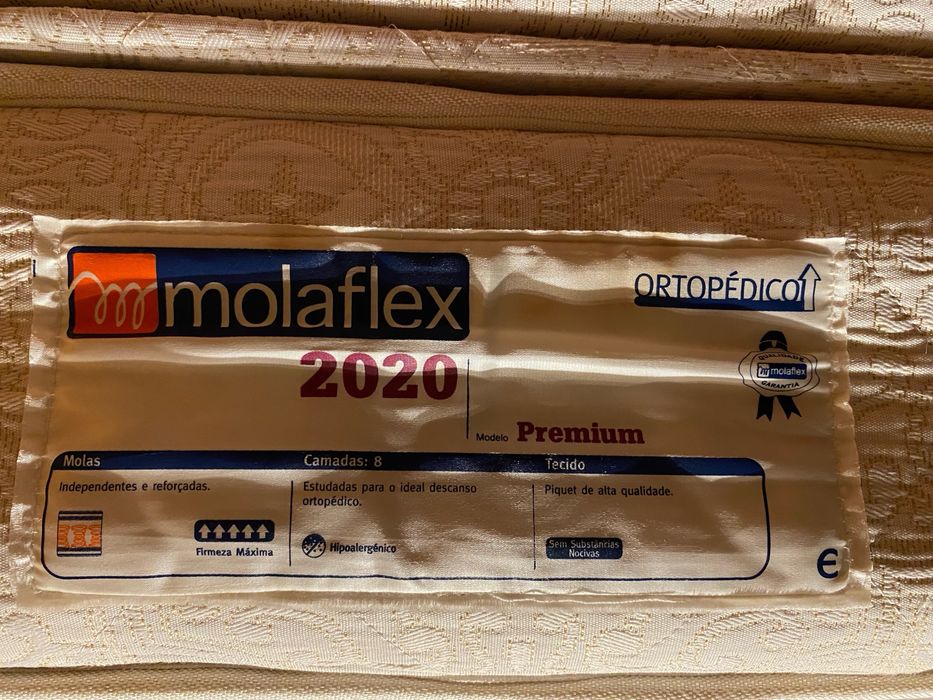 molaflex
ORTOPÉDICO
2020
QUALIDADE
molaflex
GARANTIA
Modelo Premium
Molas
Independentes e reforçadas.
Firmeza Máxima
Camadas: 8
Estudadas para o ideal descanso
ortopédico.
Hipoalergénico
Tecido
Piquet de alta qualidade.
Sem Substâncias
Nocivas
€